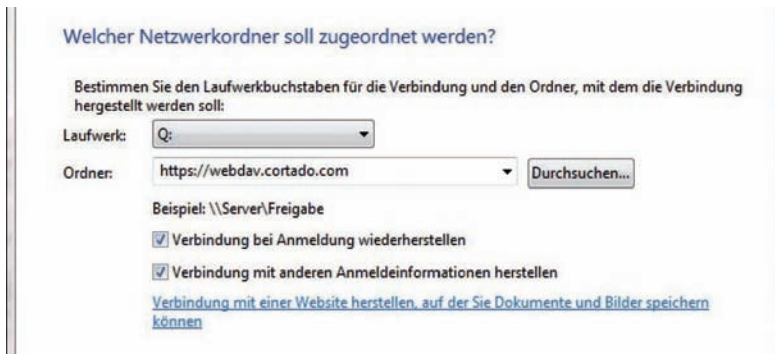 Welcher Netzwerkordner soll zugeordnet werden?
Bestimmen Sie den Laufwerkbuchstaben für die Verbindung und den Ordner, mit dem die Verbindung
hergestellt werden soll:
Laufwerk: Q:
Ordner: https://webdav.cortado.com Durchsuchen...
Beispiel: \\Server\Freigabe
Verbindung bei Anmeldung wiederherstellen
Verbindung mit anderen Anmeldeinformationen herstellen
Verbindung mit einer Website herstellen, auf der Sie Dokumente und Bilder speichern
können